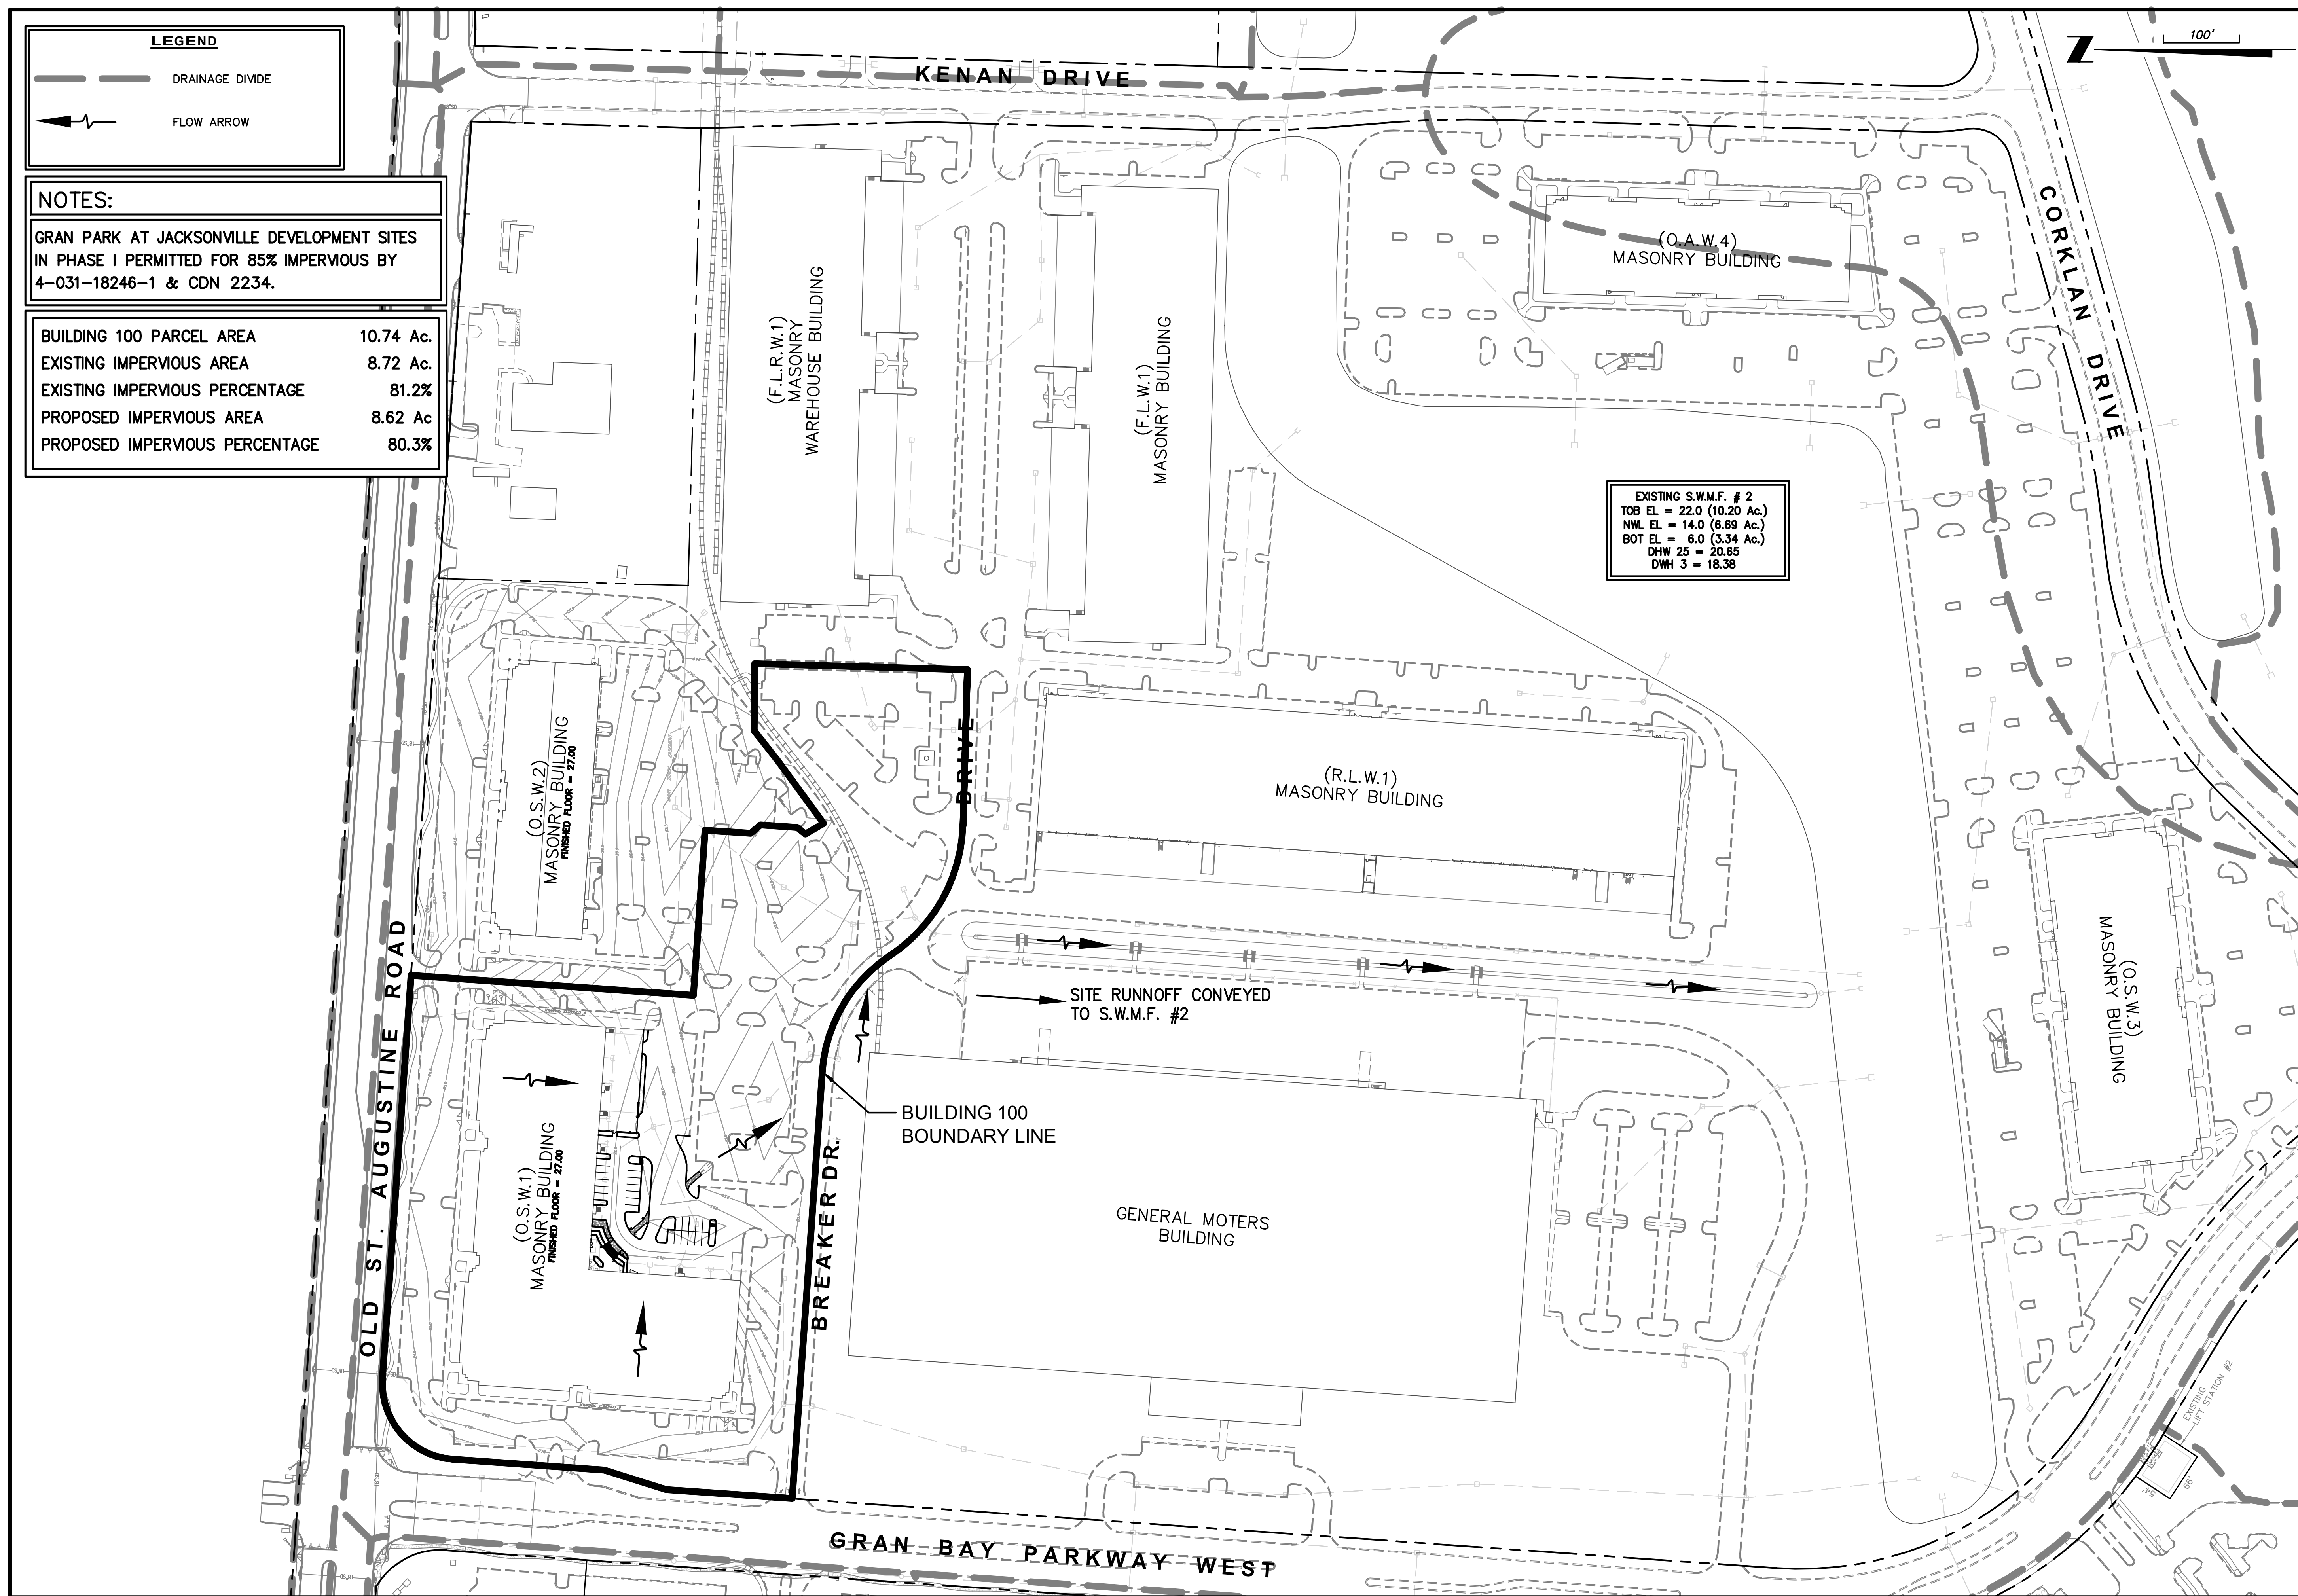 LEGEND
DRAINAGE DIVIDE
FLOW ARROW
NOTES:
GRAN PARK AT JACKSONVILLE DEVELOPMENT SITES
IN PHASE I PERMITTED FOR 85% IMPERVIOUS BY
4-031-18246-1 & CDN 2234.
BUILDING 100 PARCEL AREA 10.74 Ac.
EXISTING IMPERVIOUS AREA 8.72 Ac.
EXISTING IMPERVIOUS PERCENTAGE 81.2%
PROPOSED IMPERVIOUS AREA 8.62 Ac
PROPOSED IMPERVIOUS PERCENTAGE 80.3%
KENAN DRIVE
Z
100'
CORKLAN DRIVE
(F.L.R.W.1)
MASONRY
WAREHOUSE BUILDING
(F.L.W.1)
MASONRY BUILDING
(O.A.W.4)
MASONRY BUILDING
EXISTING S.W.M.F. # 2
TOB EL = 22.0 (10.20 Ac.)
NWL EL = 14.0 (6.69 Ac.)
BOT EL = 6.0 (3.34 Ac.)
DHW 25 = 20.65
DWH 3 = 18.38
(O.S.W.2)
MASONRY BUILDING
FINISHED FLOOR = 27.00
DRIVE
(R.L.W.1)
MASONRY BUILDING
(O.S.W.3)
MASONRY BUILDING
SITE RUNNOFF CONVEYED
TO S.W.M.F. #2
OLD ST. AUGUSTINE ROAD
(O.S.W.1)
MASONRY BUILDING
FINISHED FLOOR = 27.00
BUILDING 100
BOUNDARY LINE
BREAKER DR.
GENERAL MOTERS
BUILDING
EXISTING
LIFT STATION #2
54'
66'
GRAN BAY PARKWAY WEST